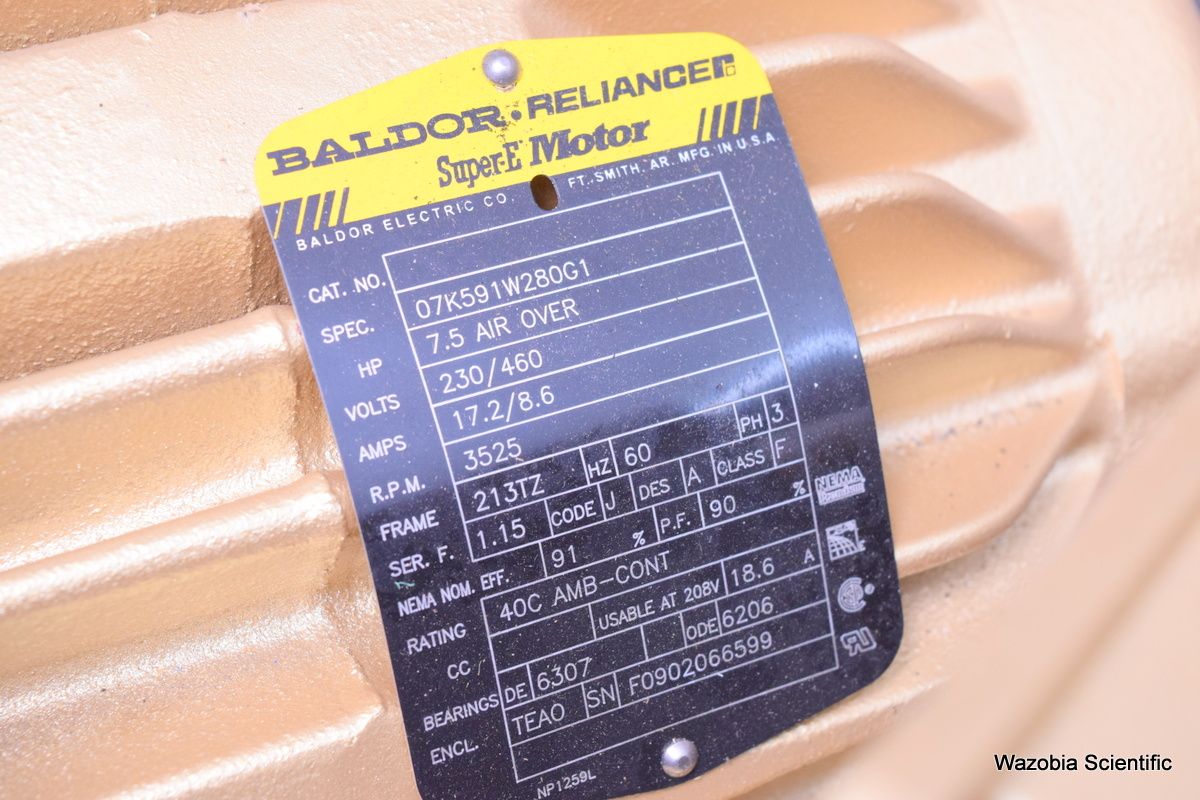 BALDOR • RELIANCER
Super-E Motor
BALDOR ELECTRIC CO. FT. SMITH, AR. MFG. IN U.S.A.
CAT. NO.
SPEC. 07K591W280G1
HP 7.5 AIR OVER
VOLTS 230/460
AMPS 17.2/8.6
R.P.M. 3525
FRAME 213TZ HZ 60 PH 3
SER. F. 1.15 CODE J DES A CLASS F
NEMA NOM. EFF. 91 % P.F. 90 %
RATING 40C AMB-CONT
CC USABLE AT 208V 18.6 A
BEARINGS DE 6307 ODE 6206
ENCL. TEAO SN F0902066599
NP1259L
NEMA
Wazobia Scientific